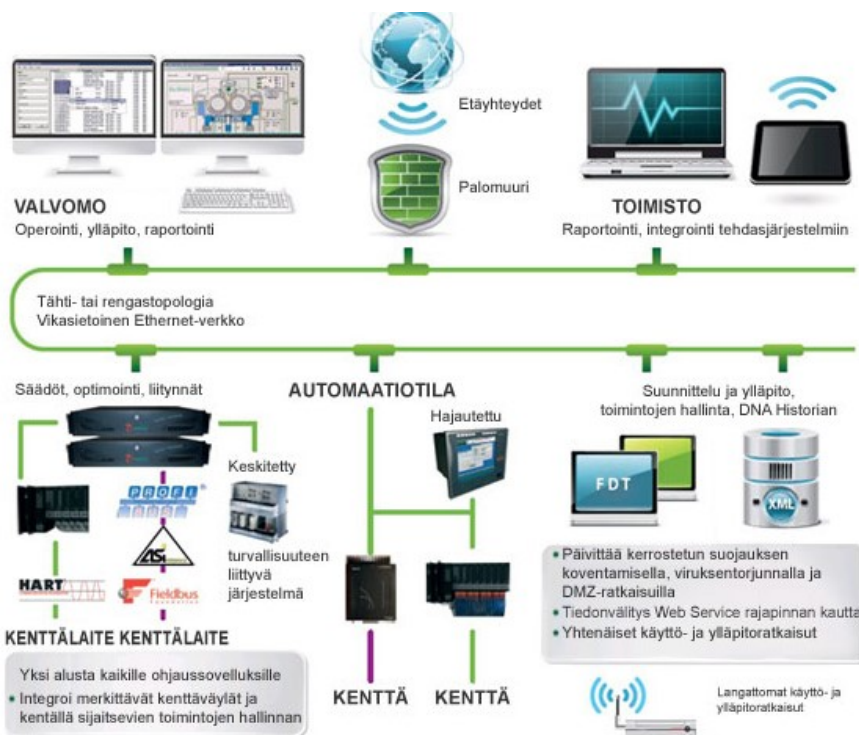 Etäyhteydet
Palomuuri
VALVOMO
Operointi, ylläpito, raportointi
TOIMISTO
Raportointi, integrointi tehdasjärjestelmiin
Tähti- tai rengastopologia
Vikasietoinen Ethernet-verkko
Säädöt, optimointi, liitynnät
AUTOMAATIOTILA
Hajautettu
Keskitetty
turvallisuuteen
liittyvä
järjestelmä
PROFI
BUS
ASi
HART
Fieldbus
Foundation
KENTTÄLAITE KENTTÄLAITE
Yksi alusta kaikille ohjaussovelluksille
• Integroi merkittävät kenttäväylät ja
kentällä sijaitsevien toimintojen hallinnan
KENTTÄ
KENTTÄ
Suunnittelu ja ylläpito,
toimintojen hallinta, DNA Historian
FDT
XML
• Päivittää kerrostetun suojauksen
koventamisella, viruksentorjunnalla ja
DMZ-ratkaisuilla
• Tiedonvälitys Web Service rajapinnan kautta
• Yhtenäiset käyttö- ja ylläpitoratkaisut
Langattomat käyttö- ja
ylläpitoratkaisut